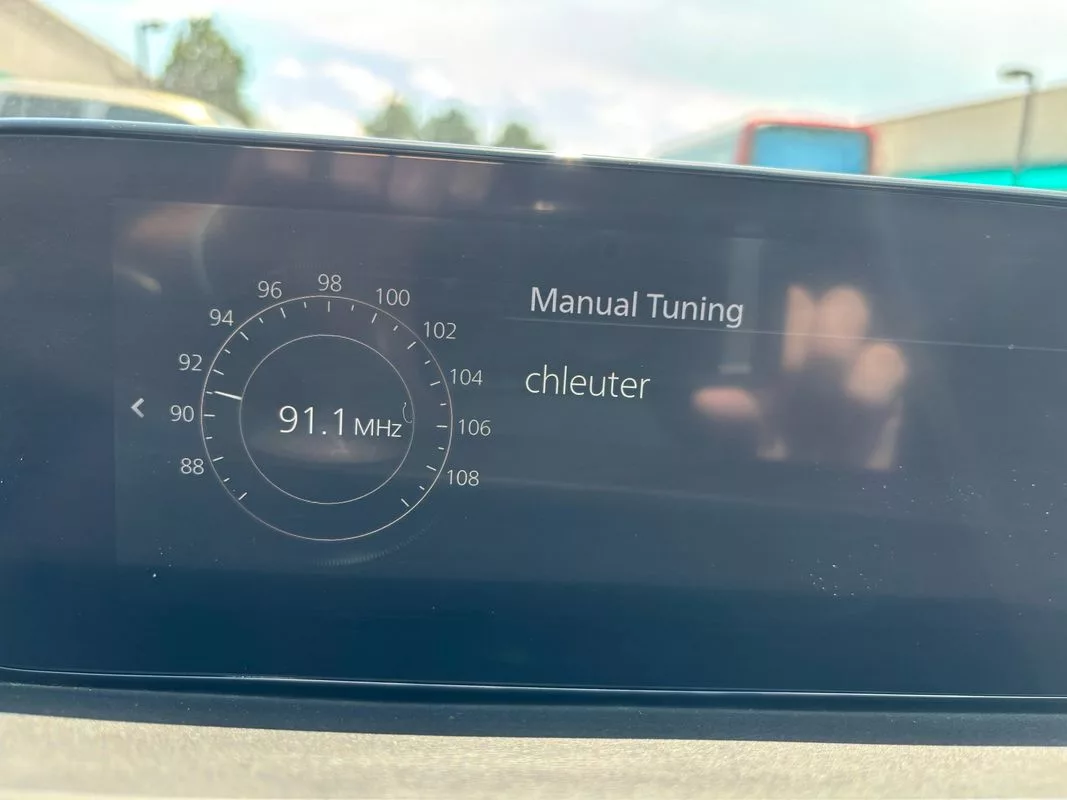 Manual Tuning
chleuter
96 98 100
94 102
92 104
90 91.1 MHz 106
88 108